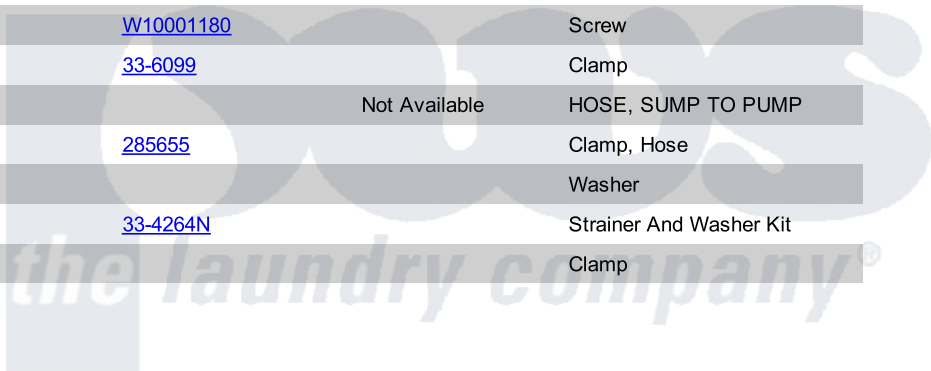 W10001180 Screw
33-6099 Clamp
Not Available HOSE, SUMP TO PUMP
285655 Clamp, Hose
Washer
33-4264N Strainer And Washer Kit
Clamp
the laundry company®